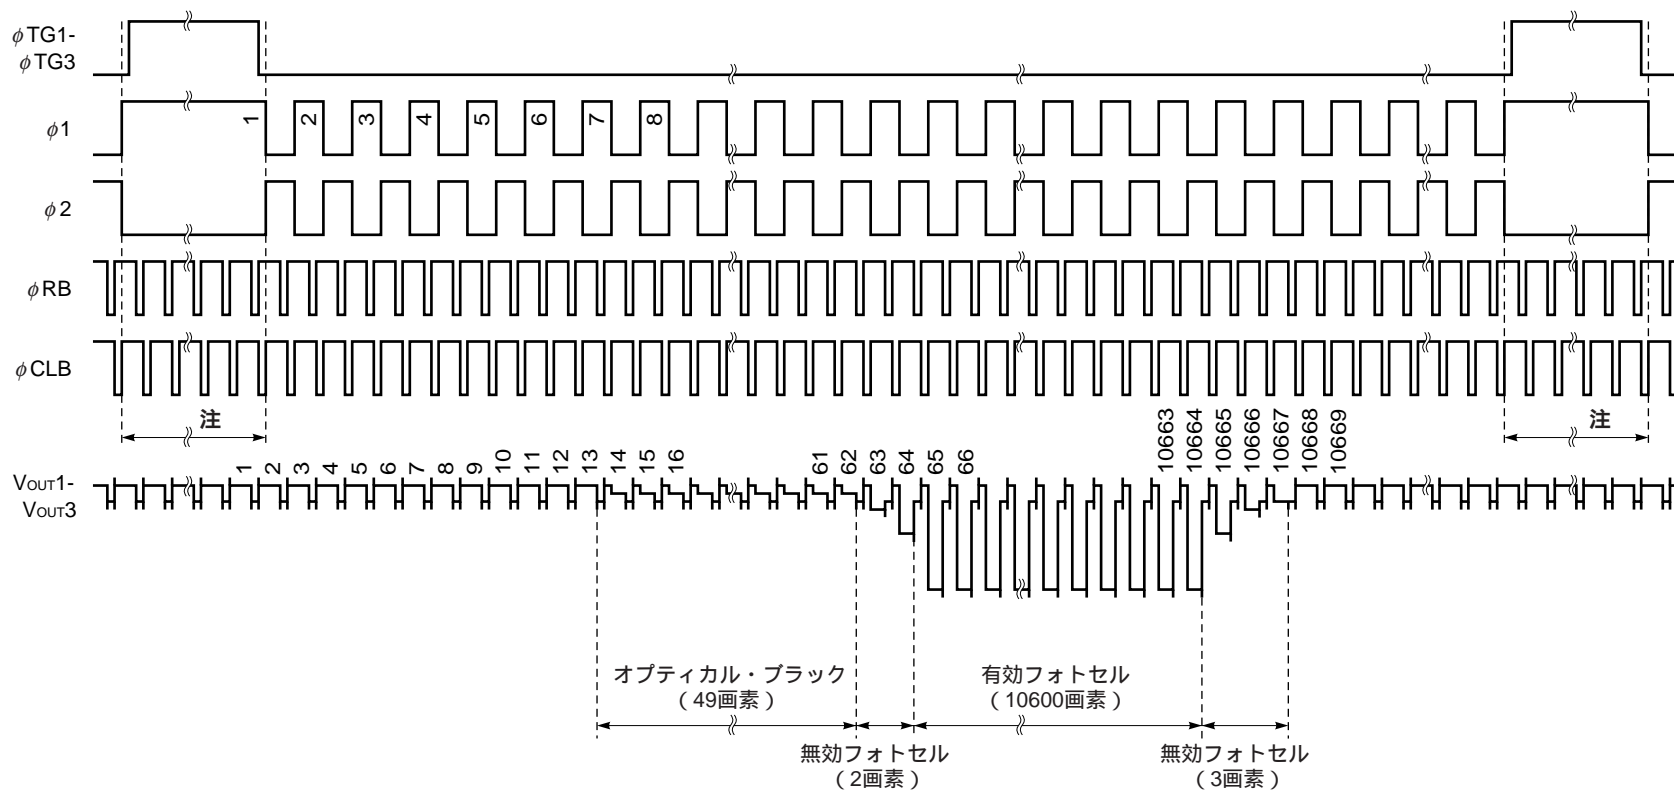 φTG1-
φTG3
φ1
1 2 3 4 5 6 7 8
φ2
φRB
φCLB
注 注
1 2 3 4 5 6 7 8 9 10 11 12 13 14 15 16 61 62 63 64 65 66 10663 10664 10665 10666 10667 10668 10669
VOUT1-
VOUT3
オプティカル・ブラック
（49画素）
有効フォトセル
（10600画素）
無効フォトセル
（2画素）
無効フォトセル
（3画素）